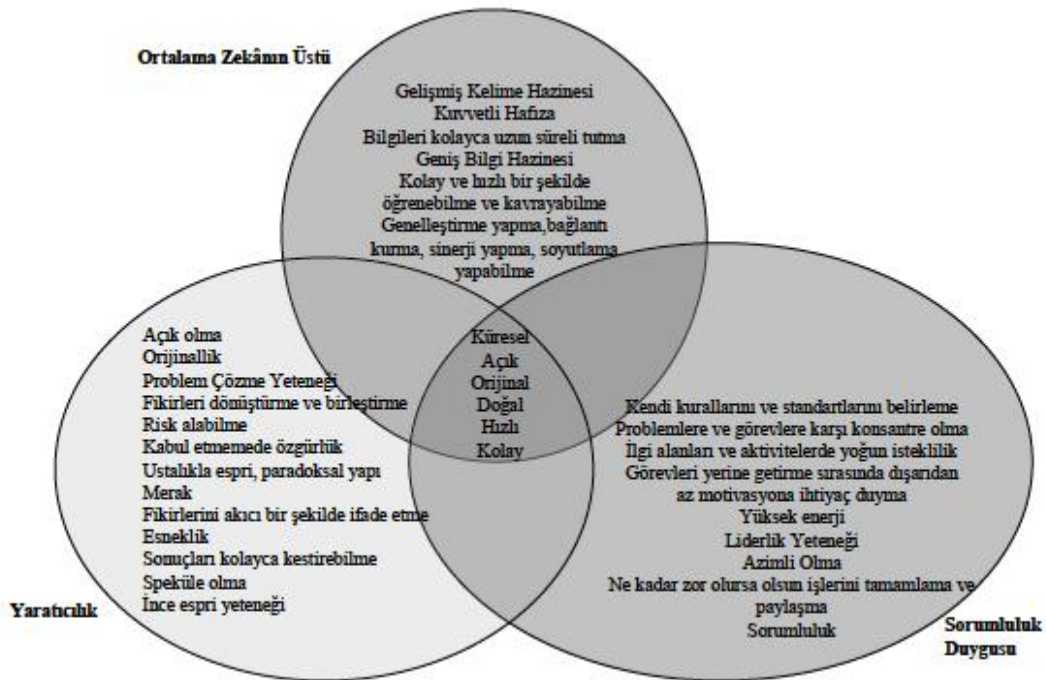 Ortalama Zekânın Üstü
Gelişmiş Kelime Hazinesi
Kuvvetli Hafıza
Bilgileri kolayca uzun süreli tutma
Geniş Bilgi Hazinesi
Kolay ve hızlı bir şekilde
öğrenebilme ve kavrayabilme
Genelleştirme yapma,bağlantı
kurma, sinerji yapma, soyutlama
yapabilme
Açık olma
Orijinallik
Problem Çözme Yeteneği
Fikirleri dönüştürme ve birleştirme
Risk alabilme
Kabul etmemede özgürlük
Ustalıkla espri, paradoksal yapı
Merak
Fikirlerini akıcı bir şekilde ifade etme
Esneklik
Sonuçları kolayca kestirebilme
Speküle olma
İnce espri yeteneği
Yaratıcılık
Küresel
Açık
Orijinal
Doğal
Hızlı
Kolay
Kendi kurallarını ve standartlarını belirleme
Problemlere ve görevlere karşı konsantre olma
İlgi alanları ve aktivitelerde yoğun isteklilik
Görevleri yerine getirme sırasında dışarıdan
az motivasyona ihtiyaç duyma
Yüksek enerji
Liderlik Yeteneği
Azimli Olma
Ne kadar zor olursa olsun işlerini tamamlama ve
paylaşma
Sorumluluk
Sorumluluk
Duygusu